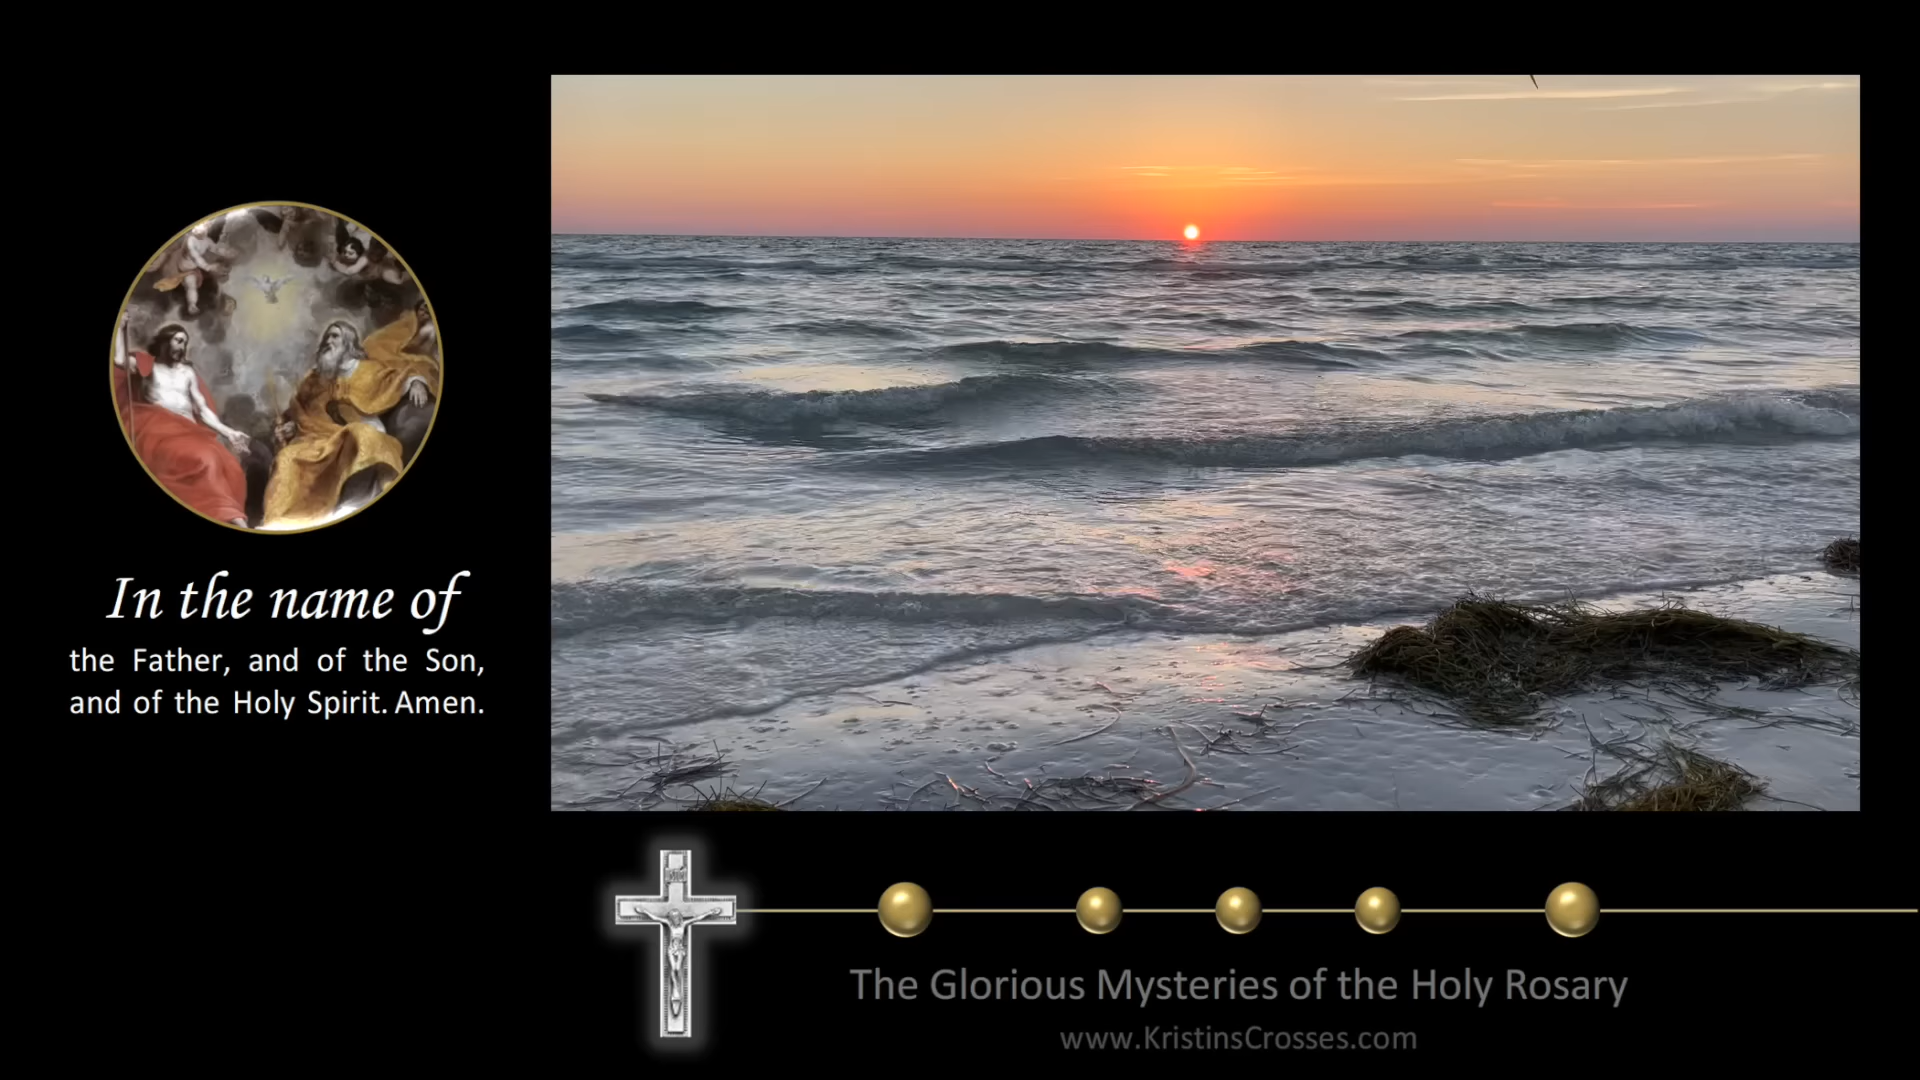 In the name of
the Father, and of the Son,
and of the Holy Spirit. Amen.
The Glorious Mysteries of the Holy Rosary
www.KristinsCrosses.com